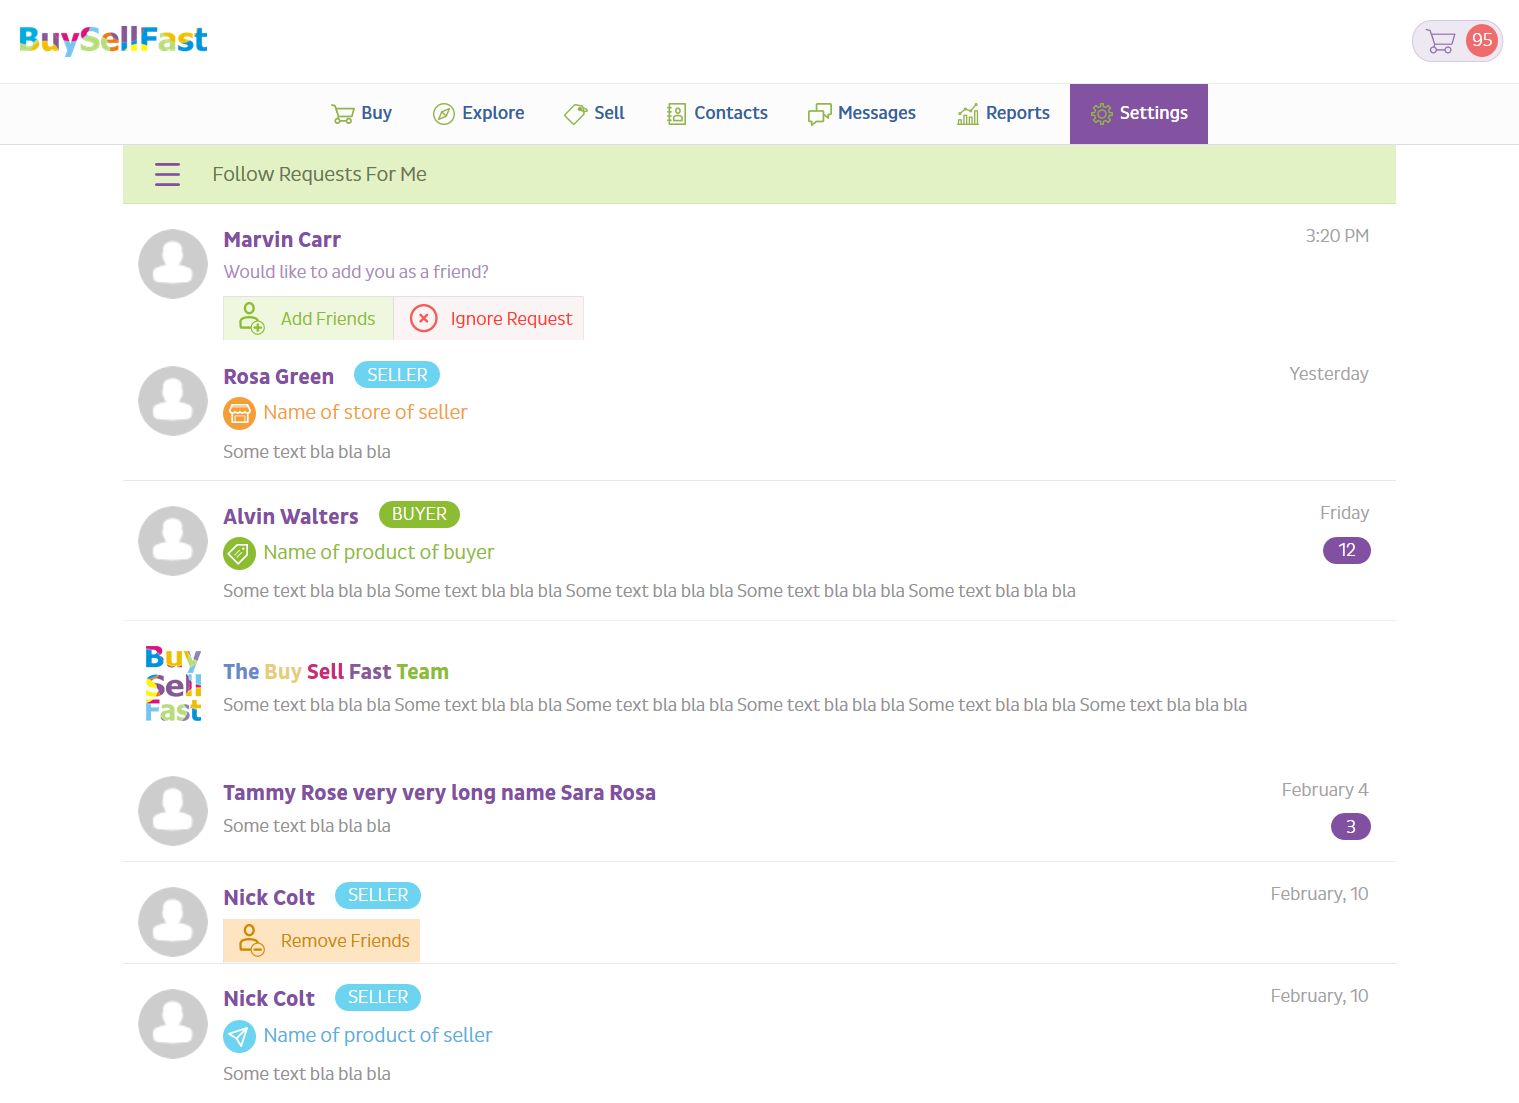 BuySellFast
95
Buy Explore Sell Contacts Messages Reports Settings
Follow Requests For Me
Marvin Carr 3:20 PM
Would like to add you as a friend?
Add Friends Ignore Request
Rosa Green SELLER Yesterday
Name of store of seller
Some text bla bla bla
Alvin Walters BUYER Friday
Name of product of buyer 12
Some text bla bla bla Some text bla bla bla Some text bla bla bla Some text bla bla bla Some text bla bla bla
Buy
Sell
Fast
The Buy Sell Fast Team
Some text bla bla bla Some text bla bla bla Some text bla bla bla Some text bla bla bla Some text bla bla bla Some text bla bla bla
Tammy Rose very very long name Sara Rosa February 4
Some text bla bla bla 3
Nick Colt SELLER February, 10
Remove Friends
Nick Colt SELLER February, 10
Name of product of seller
Some text bla bla bla